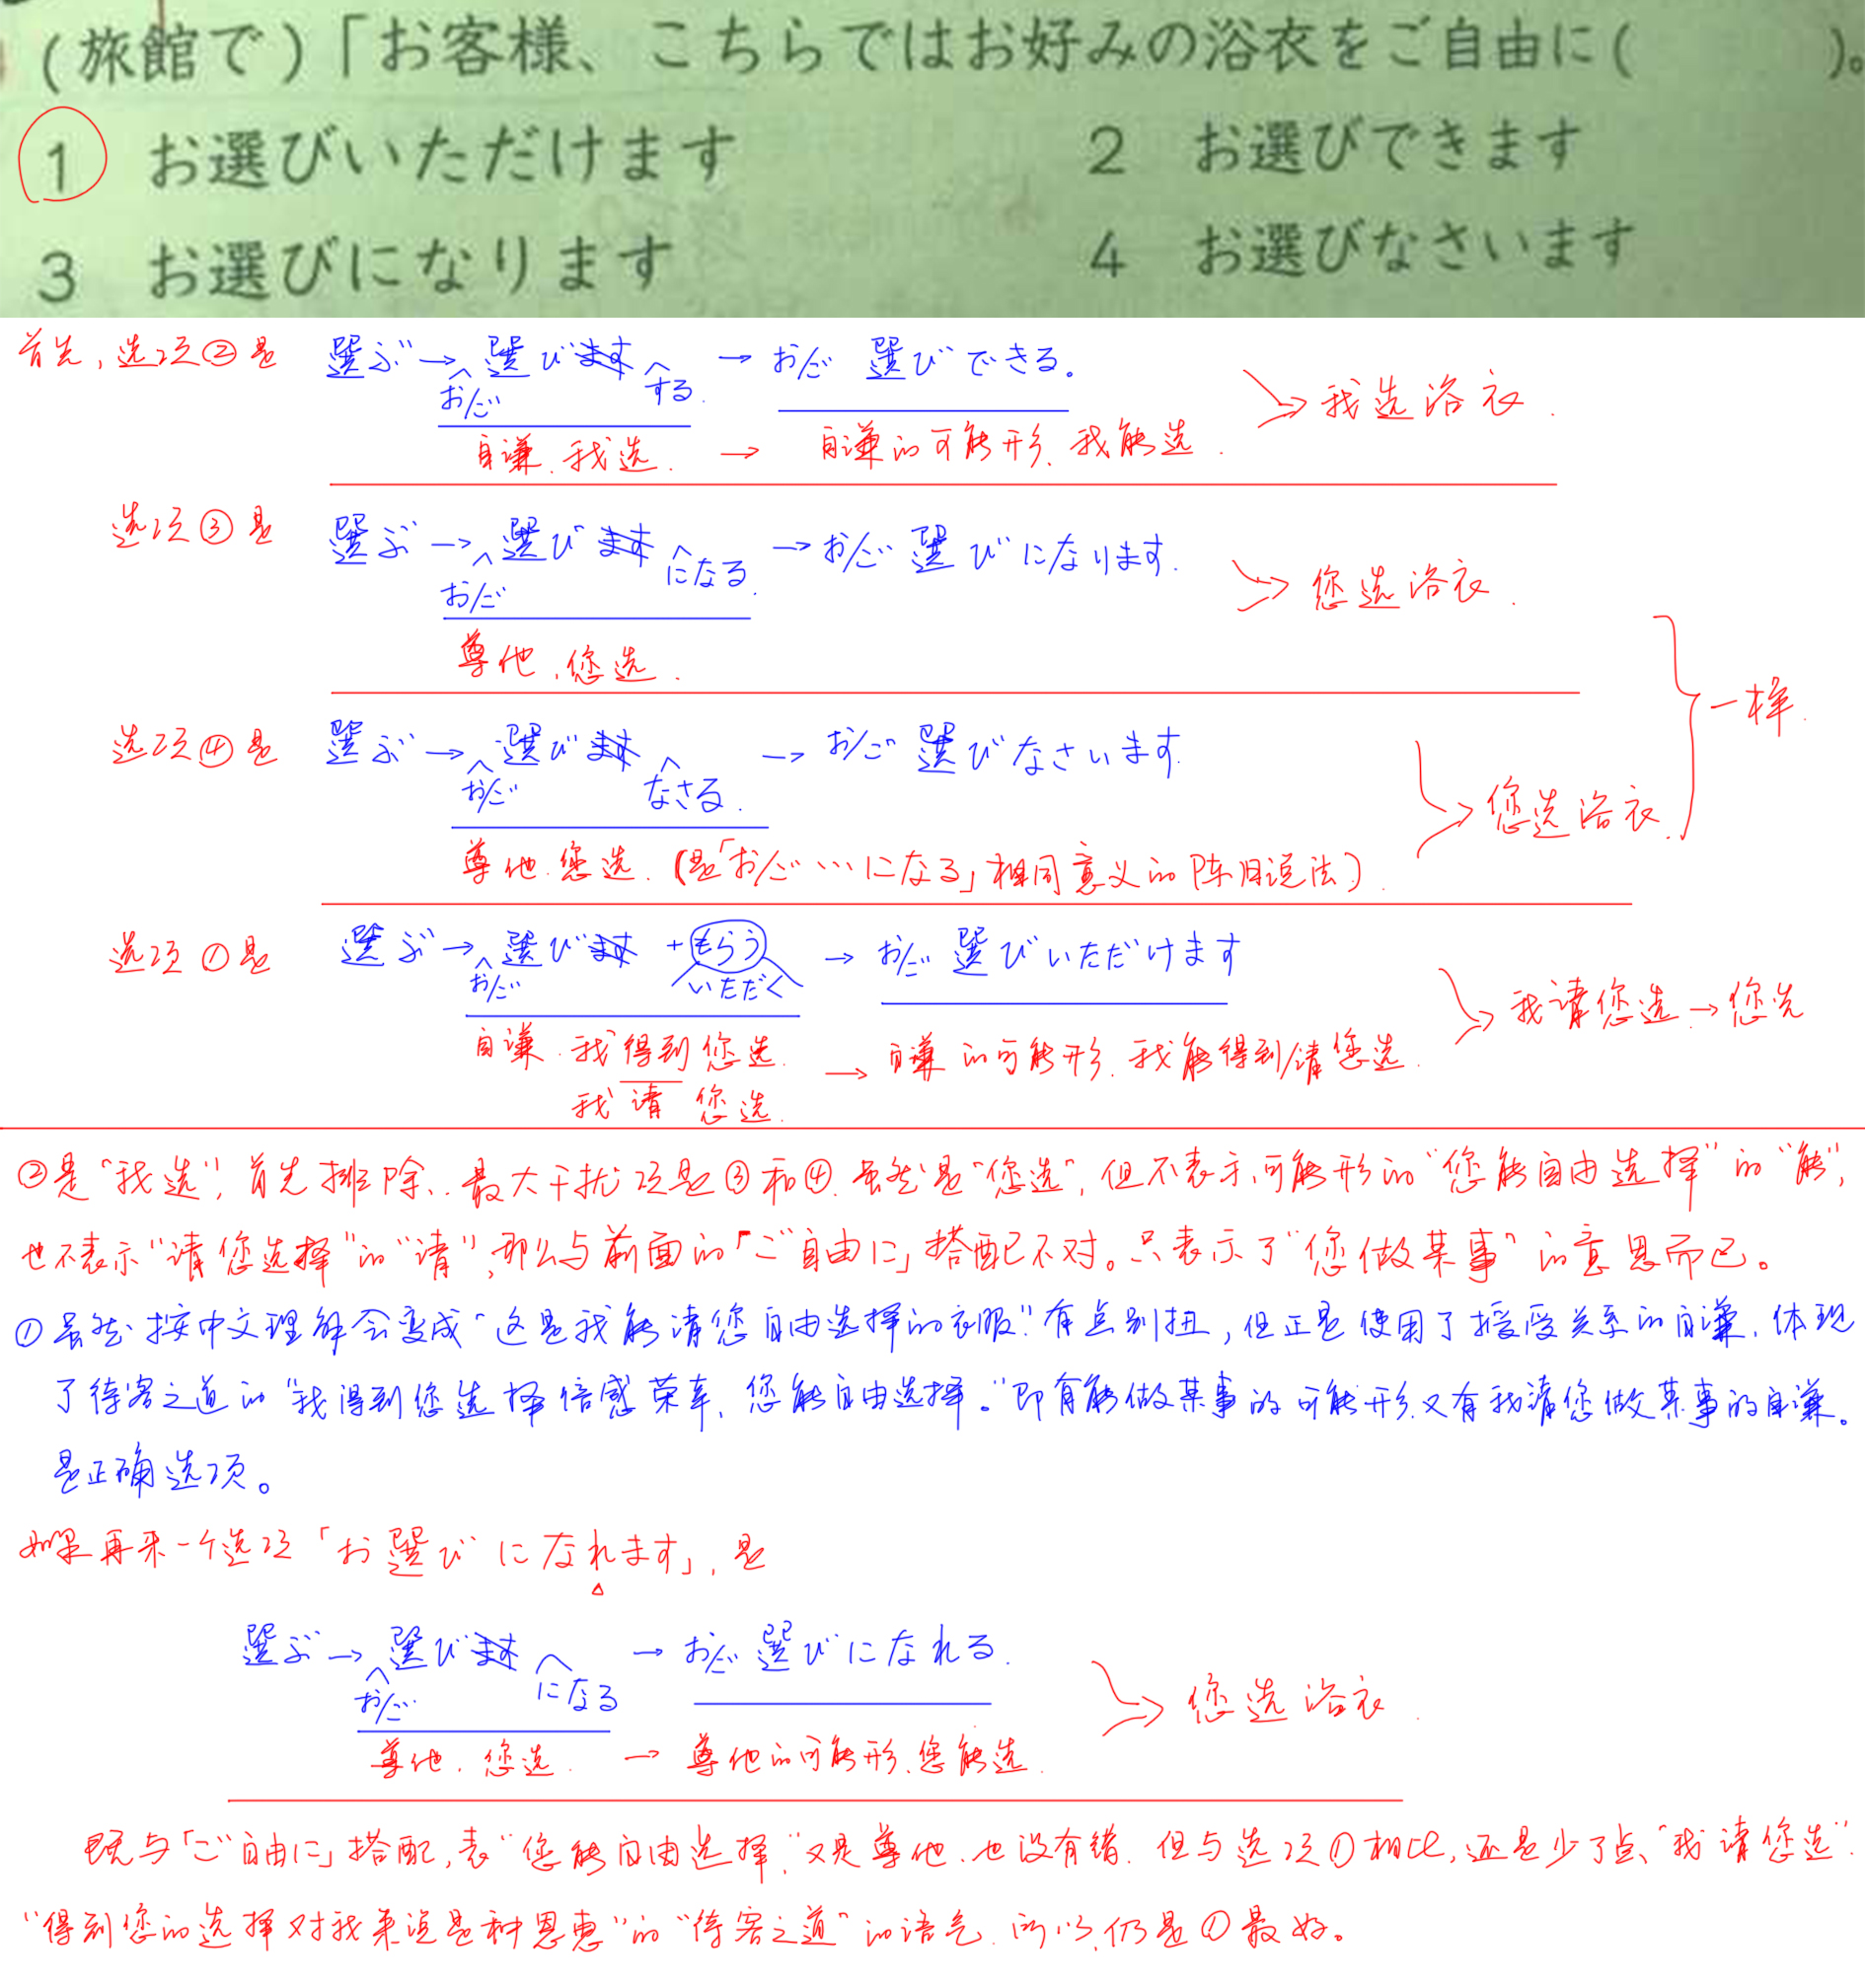 (旅館で)「お客様、こちらではお好みの浴衣をご自由に(　　　)。
1 お選びいただけます　2 お選びできます
3 お選びになります　4 お選びなさいます
首先,选项②是 選ぶ→選びます → お/ご 選びできる。
お/ご する.
自谦.我选. → 自谦的可能形、我能选.
我选浴衣.
选项③是 選ぶ→選びます →お/ご 選びになります.
お/ご になる.
尊他,您选.
您选浴衣.
选项④是 選ぶ→選びます → お/ご 選びなさいます.
お/ご なさる.
尊他.您选.(是「お/ご…になる」相同意义的陈旧说法).
您选浴衣.
一样.
选项①是 選ぶ→選びます +もらう → お/ご 選びいただけます
お/ご いただく
自谦.我得到您选. → 自谦的可能形.我能得到/请您选.
我请您选.
我请您选→您选
②是“我选”,首先排除..最大干扰项是③和④.虽然是“您选”,但不表示可能形的“您能自由选择”的“能”,
也不表示“请您选择”的“请”,那么与前面的「ご自由に」搭配不对。只表示了“您做某事”的意思而已。
①虽然按中文理解会变成“这是我能请您自由选择的衣服.”有点别扭,但正是使用了授受关系的自谦,体现
了待客之道的“我得到您选择倍感荣幸,您能自由选择。”即有能做某事的可能形又有我请您做某事的自谦。
是正确选项。
如果再来一个选项「お選びになれます」,是
選ぶ→選びます → お/ご 選びになれる.
お/ご になる
尊他.您选. → 尊他的可能形.您能选.
您选浴衣.
既与「ご自由に」搭配,表“您能自由选择,”又是尊他.也没有错.但与选项①相比,还是少了点“我请您选”.
“得到您的选择对我来说是种恩惠”的“待客之道”的语气.所以,仍是①最好。